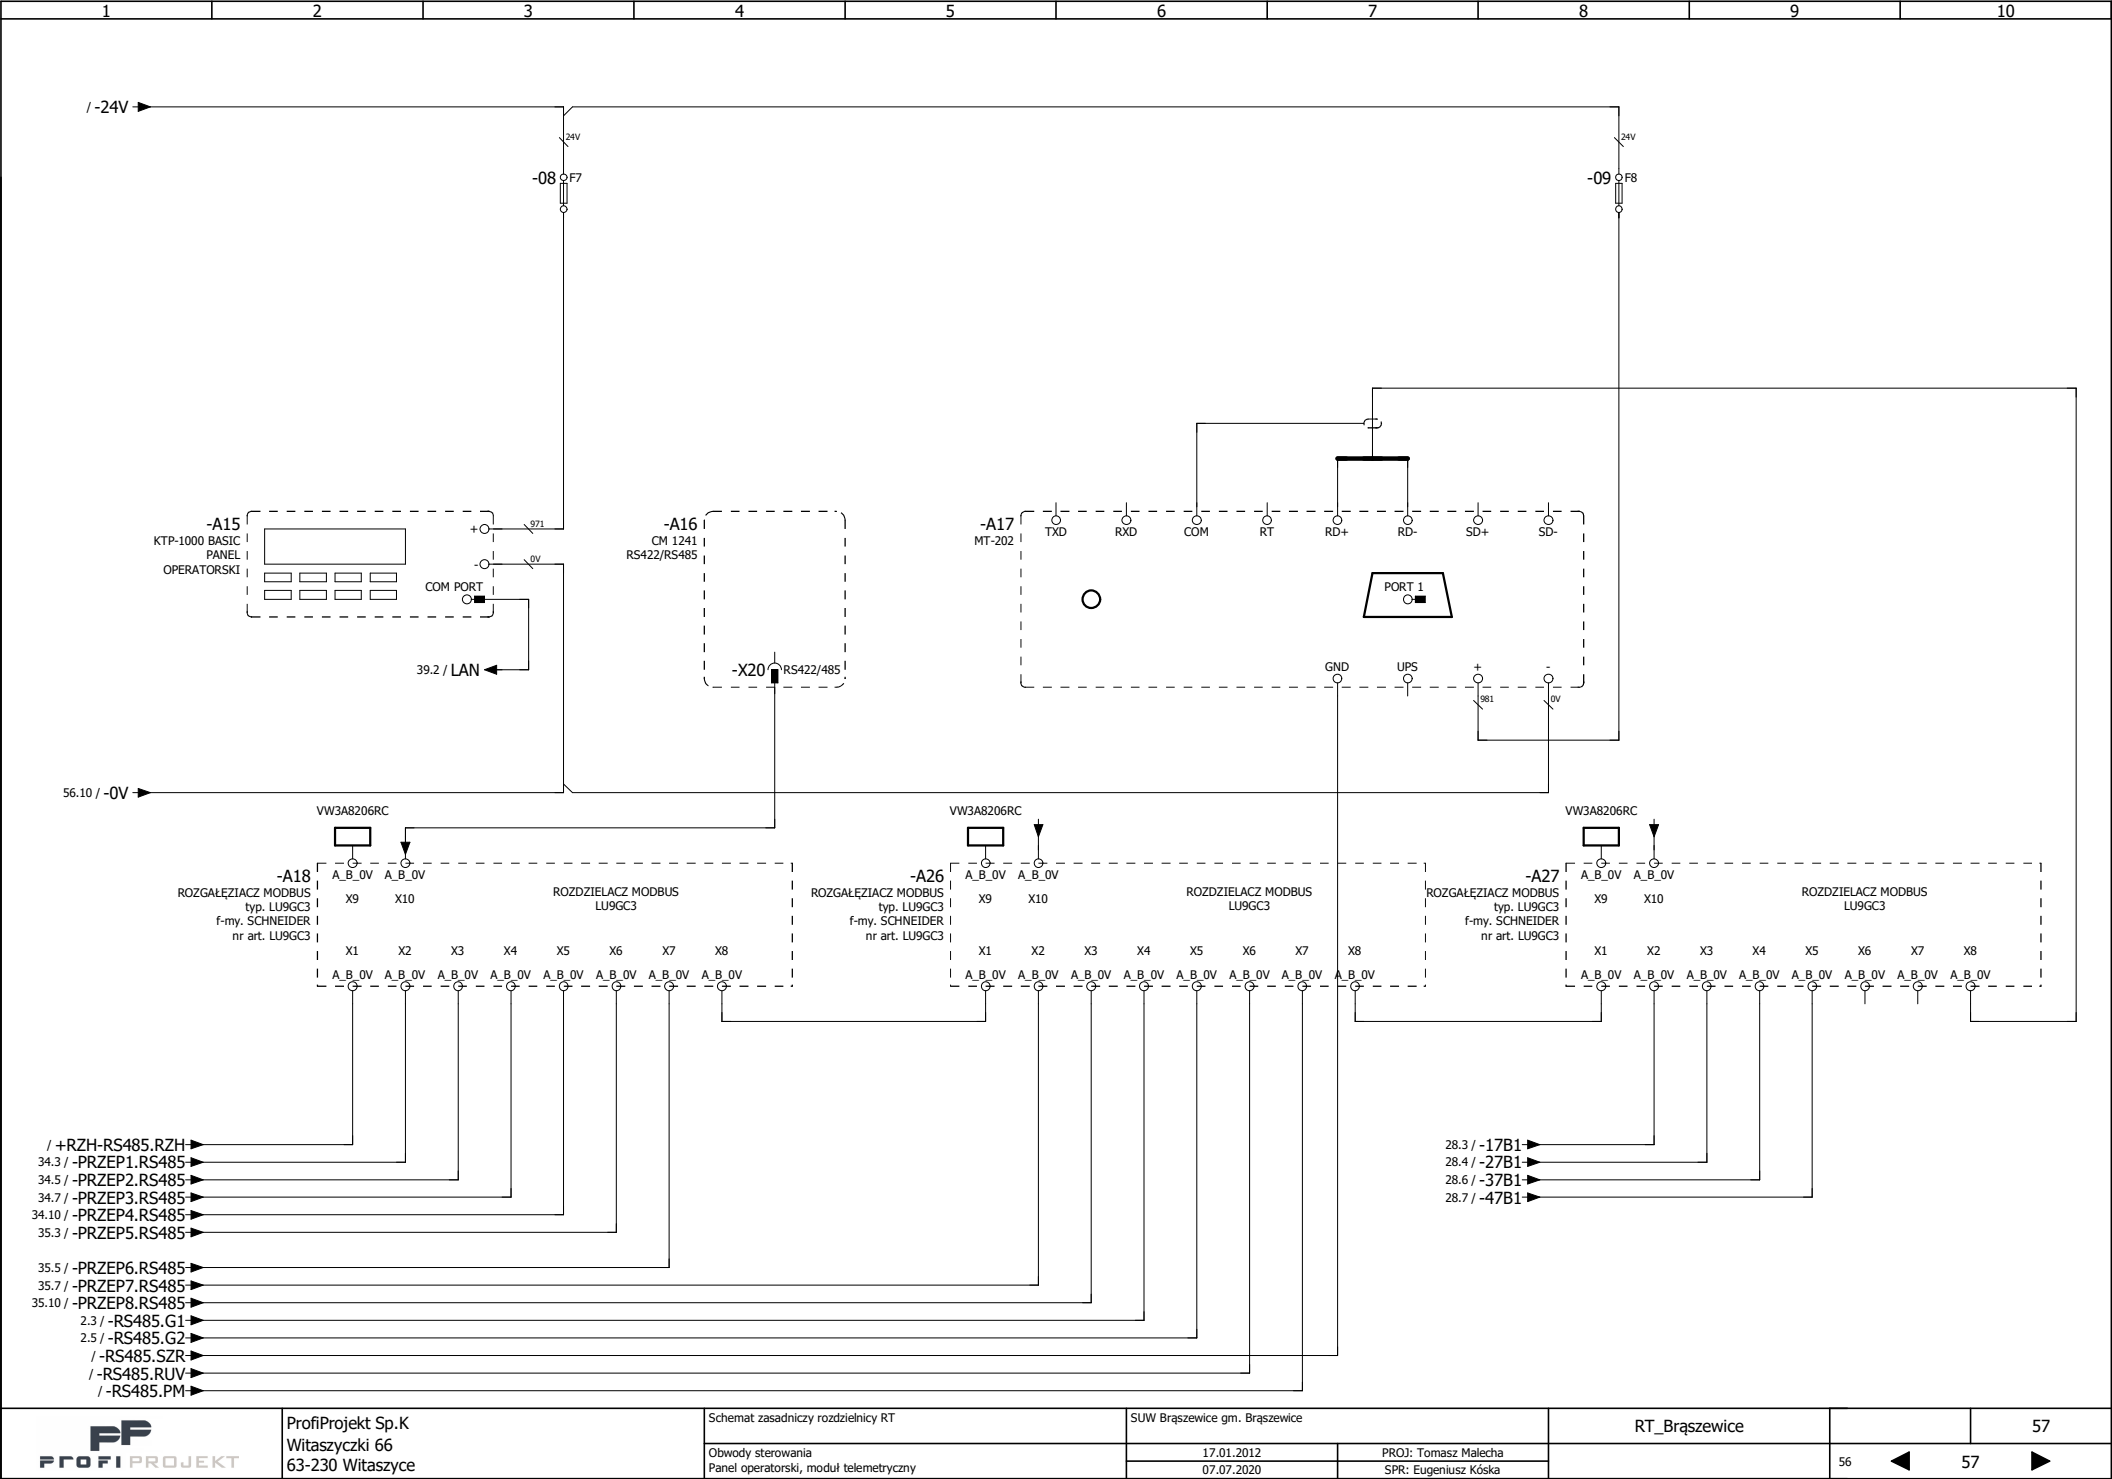 1 2 3 4 5 6 7 8 9 10
/ -24V
24V
24V
-08 F7
-09 F8
-A15
KTP-1000 BASIC
PANEL
OPERATORSKI
+
971
-
0V
COM PORT
39.2 / LAN
-A16
CM 1241
RS422/RS485
-X20 RS422/485
-A17
MT-202
TXD RXD COM RT RD+ RD- SD+ SD-
PORT 1
GND UPS + -
981 0V
56.10 / -0V
VW3A8206RC
-A18
ROZGAŁĘZIACZ MODBUS
typ. LU9GC3
f-my. SCHNEIDER
nr art. LU9GC3
A_B_0V A_B_0V
X9 X10
ROZDZIELACZ MODBUS
LU9GC3
X1 X2 X3 X4 X5 X6 X7 X8
A_B_0V A_B_0V A_B_0V A_B_0V A_B_0V A_B_0V A_B_0V A_B_0V
VW3A8206RC
-A26
ROZGAŁĘZIACZ MODBUS
typ. LU9GC3
f-my. SCHNEIDER
nr art. LU9GC3
A_B_0V A_B_0V
X9 X10
ROZDZIELACZ MODBUS
LU9GC3
X1 X2 X3 X4 X5 X6 X7 X8
A_B_0V A_B_0V A_B_0V A_B_0V A_B_0V A_B_0V A_B_0V A_B_0V
VW3A8206RC
-A27
ROZGAŁĘZIACZ MODBUS
typ. LU9GC3
f-my. SCHNEIDER
nr art. LU9GC3
A_B_0V A_B_0V
X9 X10
ROZDZIELACZ MODBUS
LU9GC3
X1 X2 X3 X4 X5 X6 X7 X8
A_B_0V A_B_0V A_B_0V A_B_0V A_B_0V A_B_0V A_B_0V A_B_0V
/ +RZH-RS485.RZH
34.3 / -PRZEP1.RS485
34.5 / -PRZEP2.RS485
34.7 / -PRZEP3.RS485
34.10 / -PRZEP4.RS485
35.3 / -PRZEP5.RS485
35.5 / -PRZEP6.RS485
35.7 / -PRZEP7.RS485
35.10 / -PRZEP8.RS485
2.3 / -RS485.G1
2.5 / -RS485.G2
/ -RS485.SZR
/ -RS485.RUV
/ -RS485.PM
28.3 / -17B1
28.4 / -27B1
28.6 / -37B1
28.7 / -47B1
PP
PROFIPROJEKT
ProfiProjekt Sp.K
Witaszyczki 66
63-230 Witaszyce
Schemat zasadniczy rozdzielnicy RT
Obwody sterowania
Panel operatorski, moduł telemetryczny
SUW Brąszewice gm. Brąszewice
17.01.2012
PROJ: Tomasz Malecha
07.07.2020
SPR: Eugeniusz Kóska
RT_Brąszewice
57
56 57